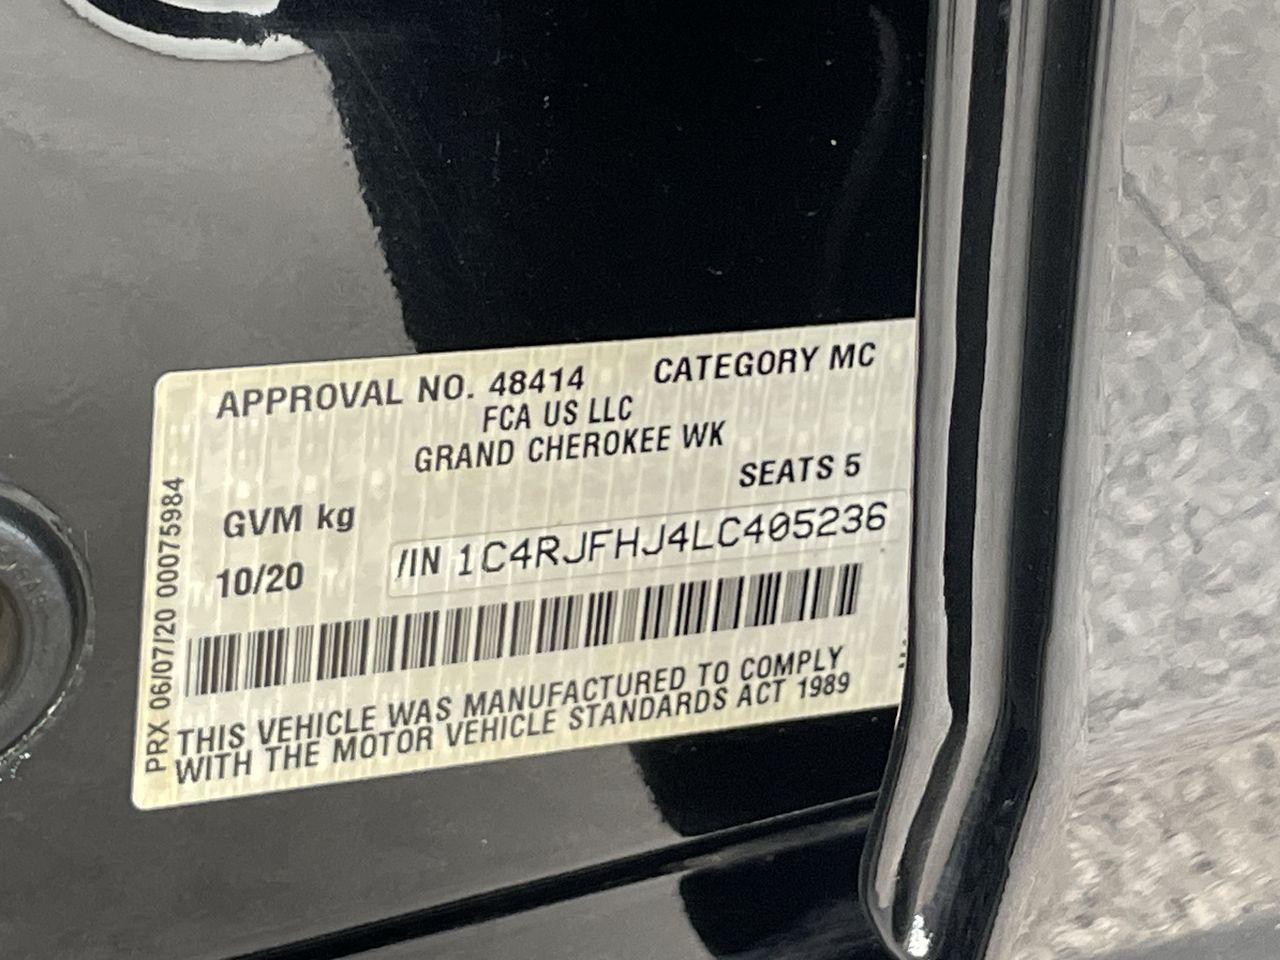 APPROVAL NO. 48414 CATEGORY MC
FCA US LLC
GRAND CHEROKEE WK
SEATS 5
GVM kg
/IN 1C4RJFHJ4LC405236
10/20
THIS VEHICLE WAS MANUFACTURED TO COMPLY
WITH THE MOTOR VEHICLE STANDARDS ACT 1989
PRX 06/07/20 00075984